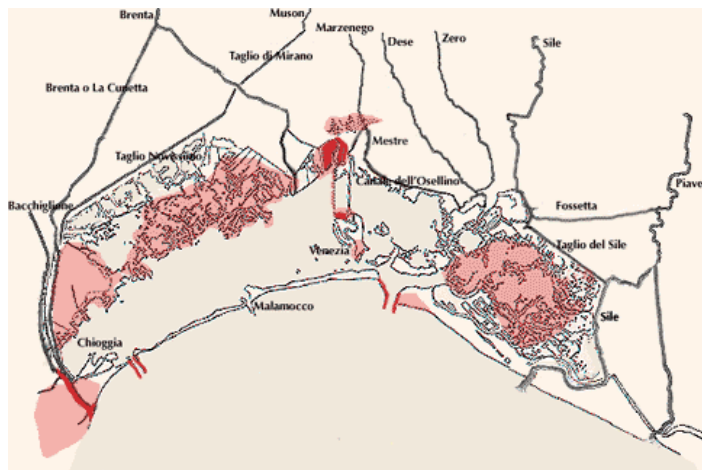 Brenta
Muson
Marzenego
Dese
Zero
Sile
Taglio di Mirano
Brenta o La Cunetta
Mestre
Taglio Novissimo
Canale dell'Osellino
Piave
Bacchiglione
Fossetta
Taglio del Sile
Venezia
Malamocco
Sile
Chioggia